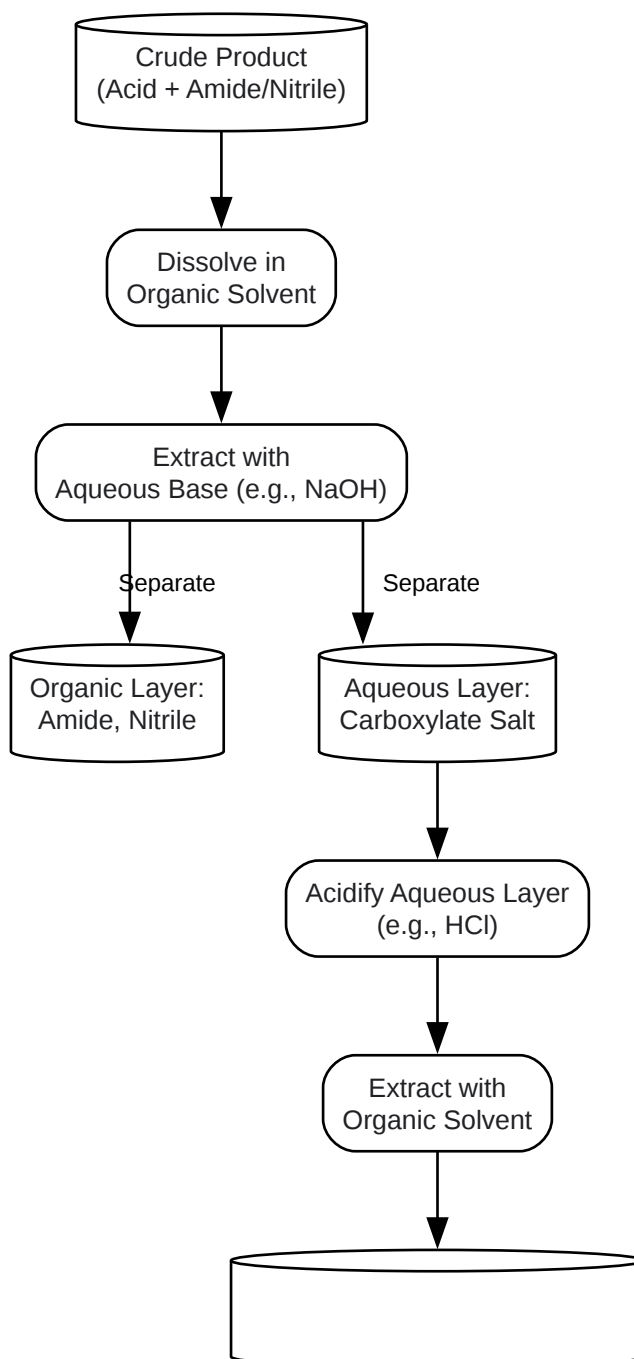 Crude Product
(Acid + Amide/Nitrile)
Dissolve in
Organic Solvent
Extract with
Aqueous Base (e.g., NaOH)
Separate
Separate
Organic Layer:
Amide, Nitrile
Aqueous Layer:
Carboxylate Salt
Acidify Aqueous Layer
(e.g., HCl)
Extract with
Organic Solvent